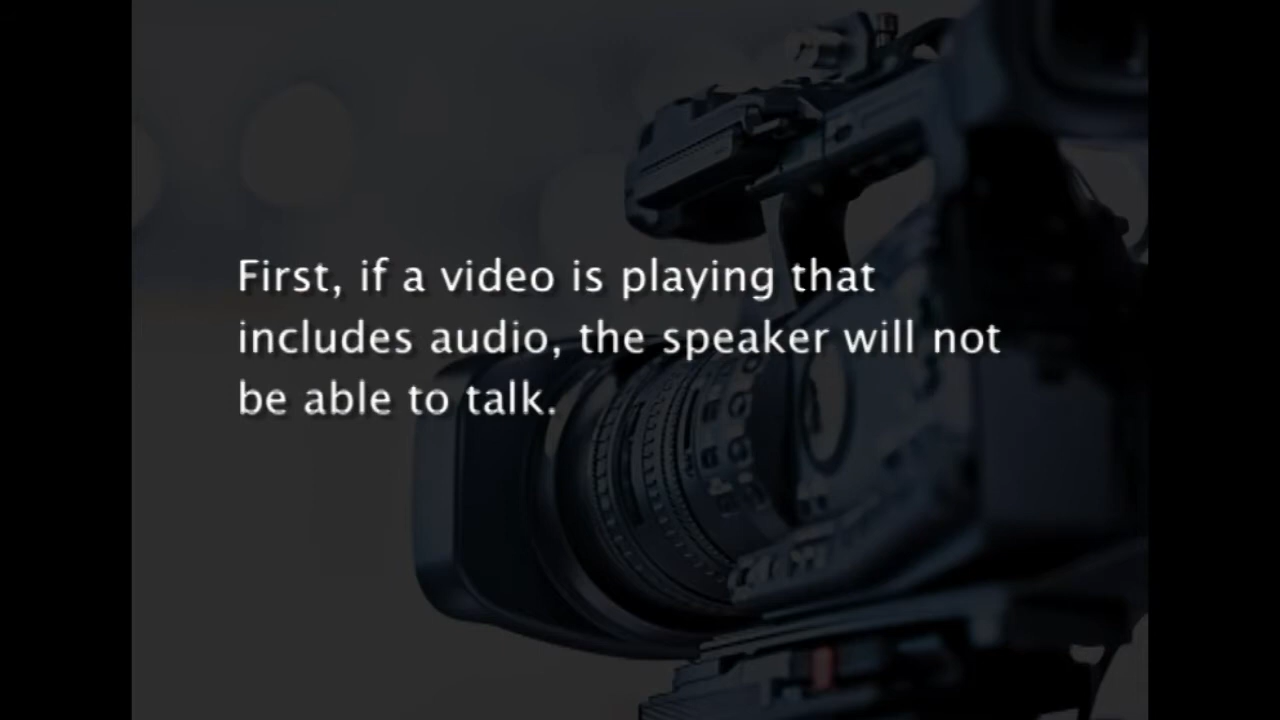 First, if a video is playing that
includes audio, the speaker will not
be able to talk.